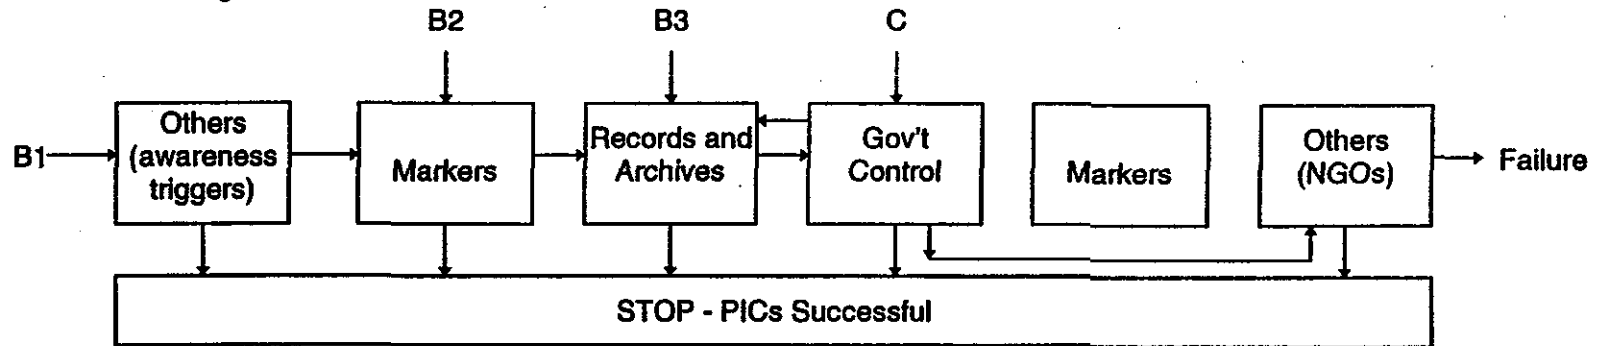 B2
B3
C
B1
Others
(awareness
triggers)
Markers
Records and
Archives
Gov't
Control
Markers
Others
(NGOs)
Failure
STOP - PICs Successful